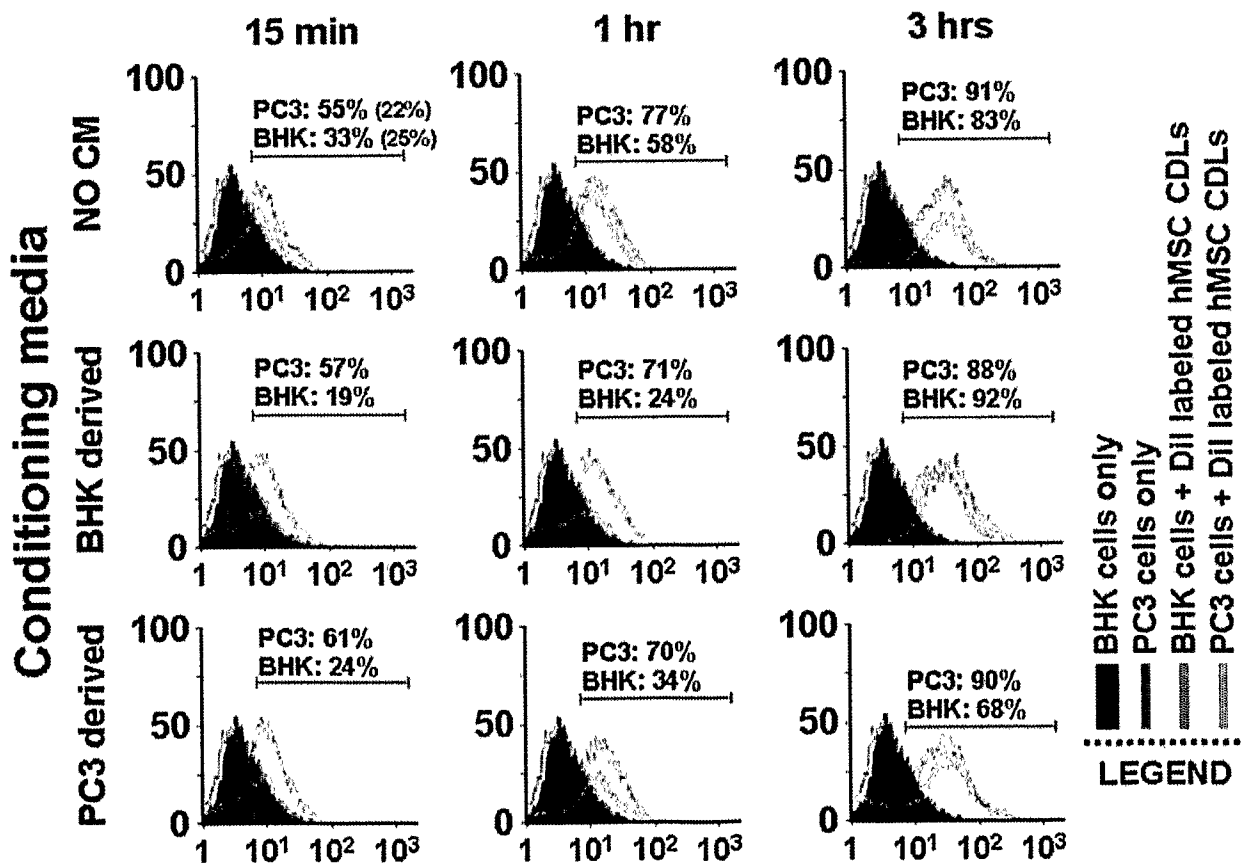 15 min
1 hr
3 hrs
Conditioning media
NO CM
100
50
0
1 10¹ 10² 10³
PC3: 55% (22%)
BHK: 33% (25%)
100
50
0
1 10¹ 10² 10³
PC3: 77%
BHK: 58%
100
50
0
1 10¹ 10² 10³
PC3: 91%
BHK: 83%
BHK derived
100
50
0
1 10¹ 10² 10³
PC3: 57%
BHK: 19%
100
50
0
1 10¹ 10² 10³
PC3: 71%
BHK: 24%
100
50
0
1 10¹ 10² 10³
PC3: 88%
BHK: 92%
PC3 derived
100
50
0
1 10¹ 10² 10³
PC3: 61%
BHK: 24%
100
50
0
1 10¹ 10² 10³
PC3: 70%
BHK: 34%
100
50
0
1 10¹ 10² 10³
PC3: 90%
BHK: 68%
BHK cells only
PC3 cells only
BHK cells + DiI labeled hMSC CDLs
PC3 cells + DiI labeled hMSC CDLs
LEGEND